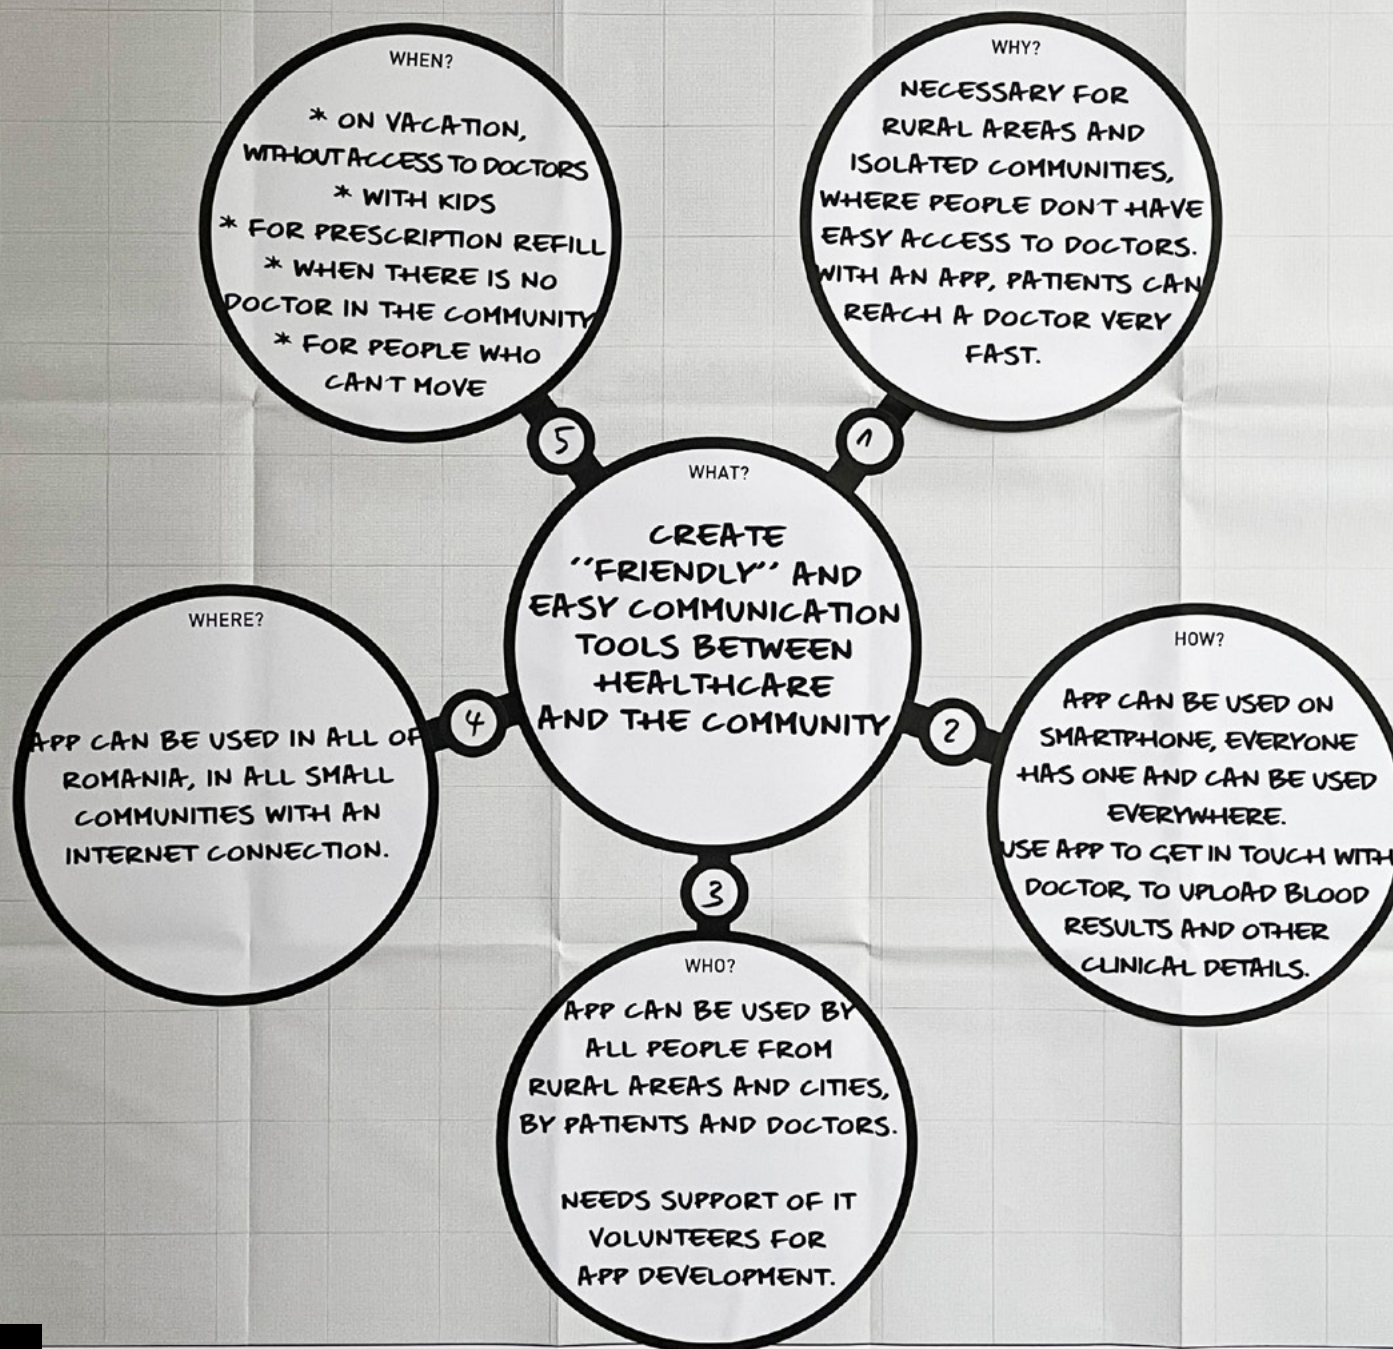 WHAT?
CREATE
"FRIENDLY" AND
EASY COMMUNICATION
TOOLS BETWEEN
HEALTHCARE
AND THE COMMUNITY
1
WHY?
NECESSARY FOR
RURAL AREAS AND
ISOLATED COMMUNITIES,
WHERE PEOPLE DON'T HAVE
EASY ACCESS TO DOCTORS.
WITH AN APP, PATIENTS CAN
REACH A DOCTOR VERY
FAST.
2
HOW?
APP CAN BE USED ON
SMARTPHONE, EVERYONE
HAS ONE AND CAN BE USED
EVERYWHERE.
USE APP TO GET IN TOUCH WITH
DOCTOR, TO UPLOAD BLOOD
RESULTS AND OTHER
CLINICAL DETAILS.
3
WHO?
APP CAN BE USED BY
ALL PEOPLE FROM
RURAL AREAS AND CITIES,
BY PATIENTS AND DOCTORS.
NEEDS SUPPORT OF IT
VOLUNTEERS FOR
APP DEVELOPMENT.
4
WHERE?
APP CAN BE USED IN ALL OF
ROMANIA, IN ALL SMALL
COMMUNITIES WITH AN
INTERNET CONNECTION.
5
WHEN?
* ON VACATION,
WITHOUT ACCESS TO DOCTORS
* WITH KIDS
* FOR PRESCRIPTION REFILL
* WHEN THERE IS NO
DOCTOR IN THE COMMUNITY
* FOR PEOPLE WHO
CAN'T MOVE